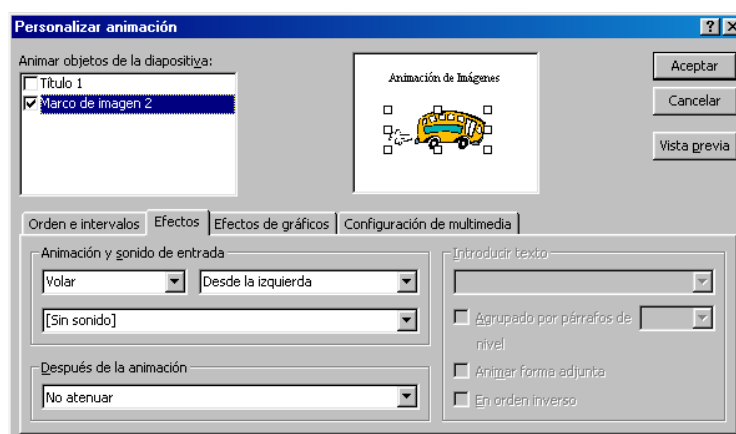 Personalizar animación
Animar objetos de la diapositiva:
Título 1
Marco de imagen 2
Animación de Imágenes
Aceptar
Cancelar
Vista previa
Orden e intervalos
Efectos
Efectos de gráficos
Configuración de multimedia
Animación y sonido de entrada
Volar
Desde la izquierda
[Sin sonido]
Después de la animación
No atenuar
Introducir texto
Agrupado por párrafos de
nivel
Animar forma adjunta
En orden inverso